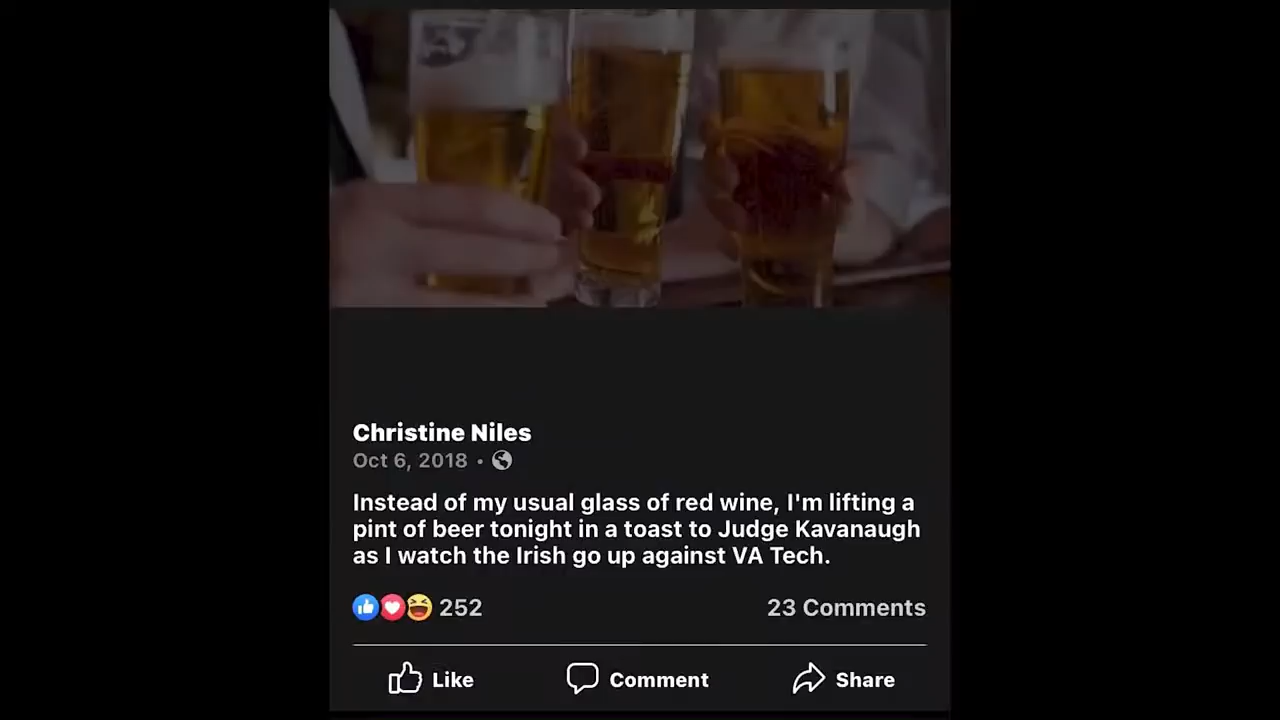 Christine Niles
Oct 6, 2018 •
Instead of my usual glass of red wine, I'm lifting a
pint of beer tonight in a toast to Judge Kavanaugh
as I watch the Irish go up against VA Tech.
252
23 Comments
Like
Comment
Share